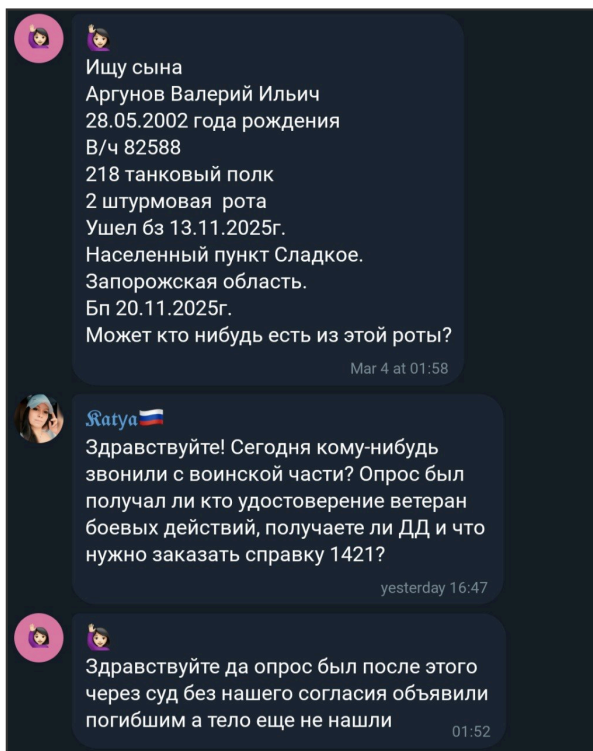 Ищу сына
Аргунов Валерий Ильич
28.05.2002 года рождения
В/ч 82588
218 танковый полк
2 штурмовая рота
Ушел бз 13.11.2025г.
Населенный пункт Сладкое.
Запорожская область.
Бп 20.11.2025г.
Может кто нибудь есть из этой роты?
Mar 4 at 01:58
Katya
Здравствуйте! Сегодня кому-нибудь
звонили с воинской части? Опрос был
получал ли кто удостоверение ветеран
боевых действий, получаете ли ДД и что
нужно заказать справку 1421?
yesterday 16:47
Здравствуйте да опрос был после этого
через суд без нашего согласия объявили
погибшим а тело еще не нашли
01:52